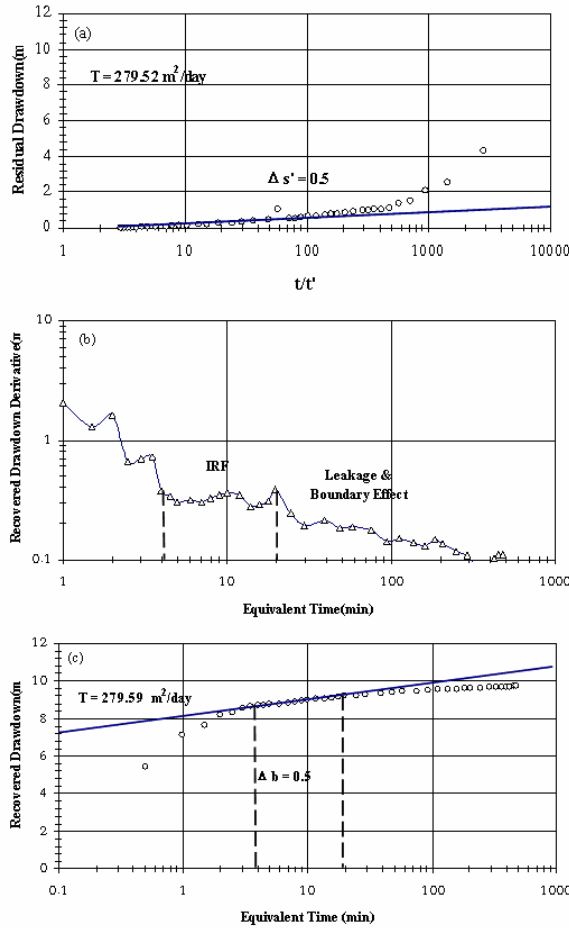 12
10
8
6
4
2
0
Residual Drawdown(m
(a)
T = 279.52 m²/day
Δ s' = 0.5
1 10 100 1000 10000
t/t'
10
1
0.1
Recovered Drawdown Derivative(m
(b)
IRF
Leakage &
Boundary Effect
1 10 100 1000
Equivalent Time(min)
12
10
8
6
4
2
0
Recovered Drawdown(m
(c)
T = 279.59 m²/day
Δ b = 0.5
0.1 1 10 100 1000
Equivalent Time (min)